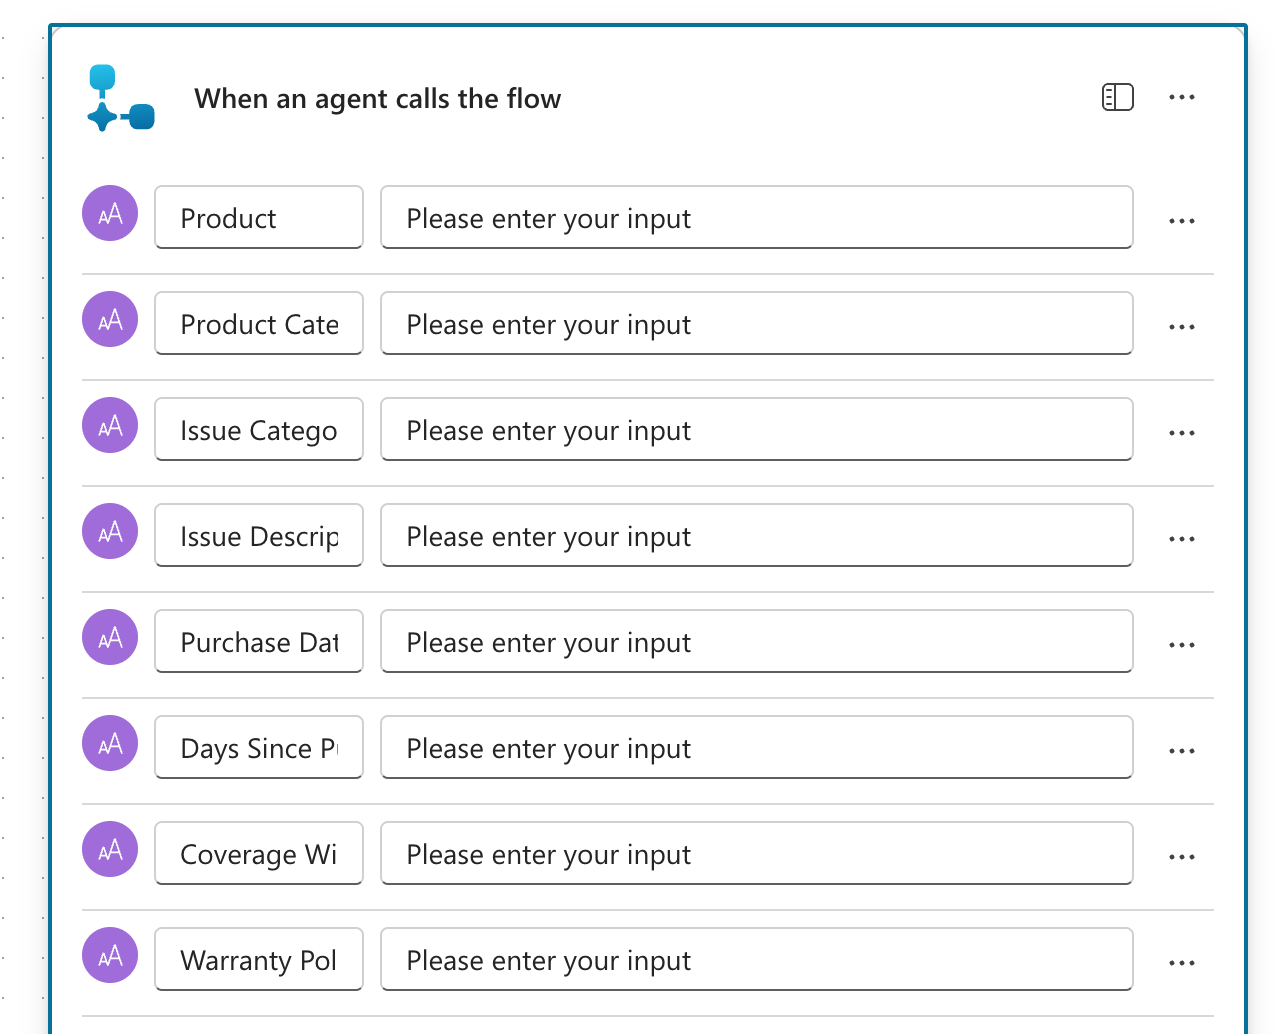 When an agent calls the flow
Product
Please enter your input
Product Cate
Please enter your input
Issue Catego
Please enter your input
Issue Descrip
Please enter your input
Purchase Dat
Please enter your input
Days Since Pu
Please enter your input
Coverage Wi
Please enter your input
Warranty Pol
Please enter your input